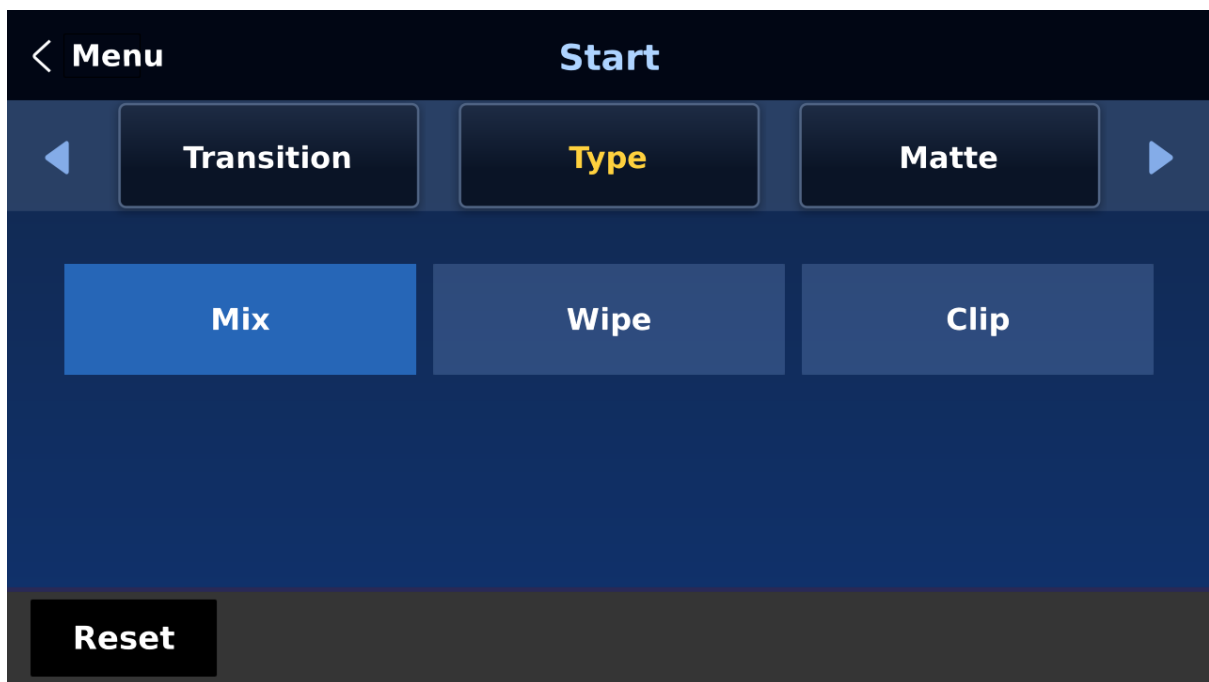 Menu
Start
Transition
Type
Matte
Mix
Wipe
Clip
Reset